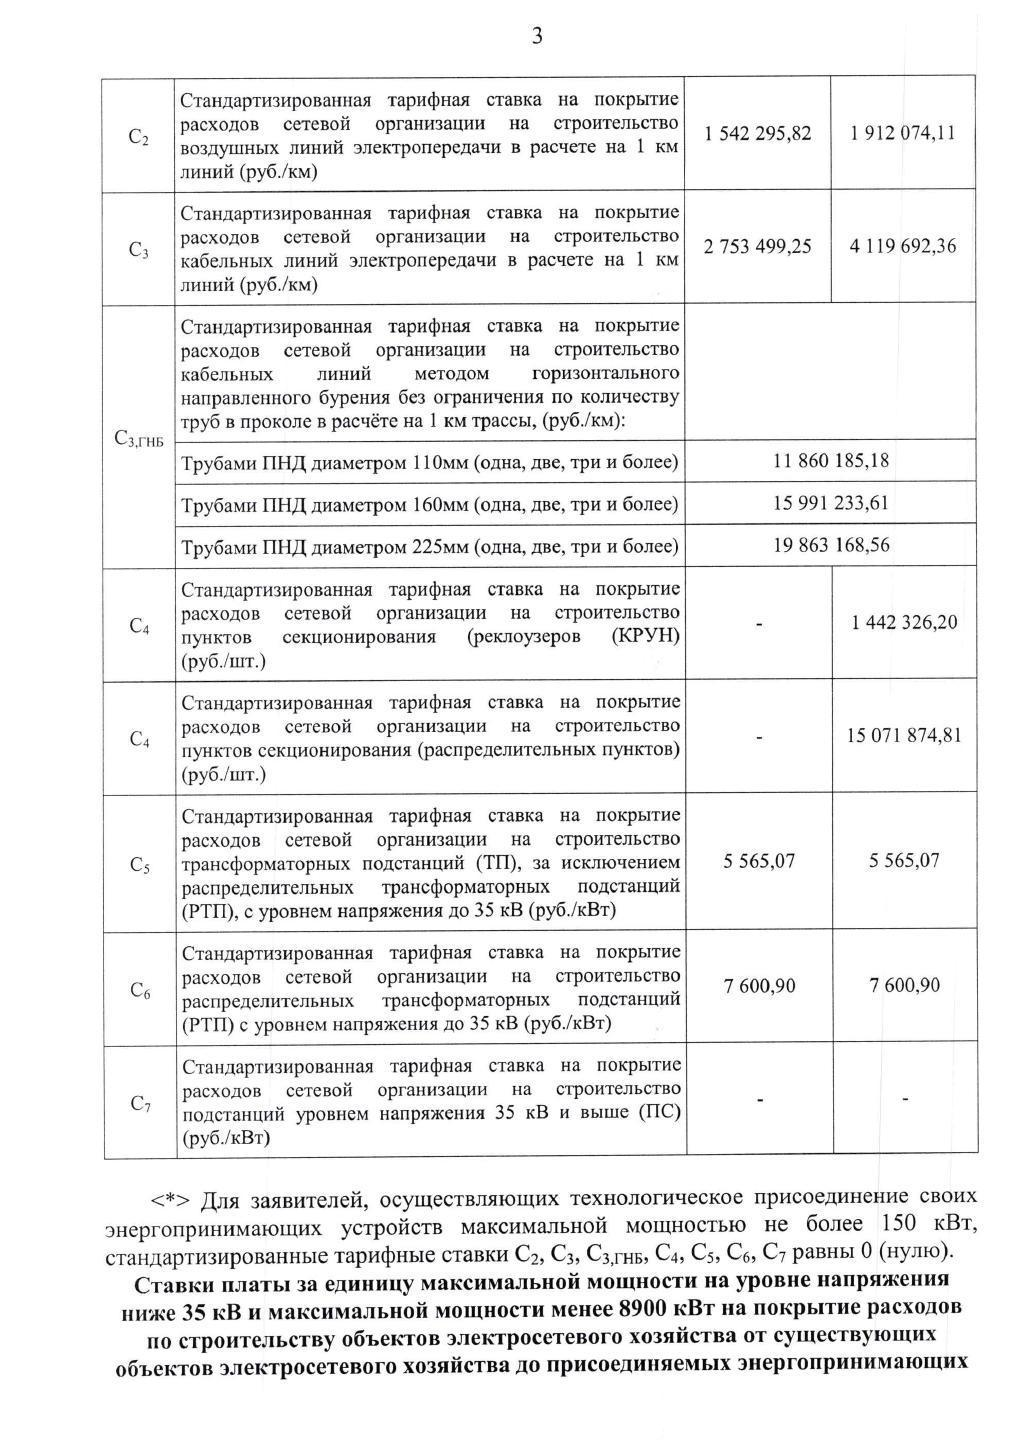 3
C2
Стандартизированная тарифная ставка на покрытие
расходов сетевой организации на строительство
воздушных линий электропередачи в расчете на 1 км
линий (руб./км)
1 542 295,82
1 912 074,11
C3
Стандартизированная тарифная ставка на покрытие
расходов сетевой организации на строительство
кабельных линий электропередачи в расчете на 1 км
линий (руб./км)
2 753 499,25
4 119 692,36
C3,ГНБ
Стандартизированная тарифная ставка на покрытие
расходов сетевой организации на строительство
кабельных линий методом горизонтального
направленного бурения без ограничения по количеству
труб в проколе в расчёте на 1 км трассы, (руб./км):
Трубами ПНД диаметром 110мм (одна, две, три и более)
11 860 185,18
Трубами ПНД диаметром 160мм (одна, две, три и более)
15 991 233,61
Трубами ПНД диаметром 225мм (одна, две, три и более)
19 863 168,56
C4
Стандартизированная тарифная ставка на покрытие
расходов сетевой организации на строительство
пунктов секционирования (реклоузеров (КРУН)
(руб./шт.)
-
1 442 326,20
C4
Стандартизированная тарифная ставка на покрытие
расходов сетевой организации на строительство
пунктов секционирования (распределительных пунктов)
(руб./шт.)
-
15 071 874,81
C5
Стандартизированная тарифная ставка на покрытие
расходов сетевой организации на строительство
трансформаторных подстанций (ТП), за исключением
распределительных трансформаторных подстанций
(РТП), с уровнем напряжения до 35 кВ (руб./кВт)
5 565,07
5 565,07
C6
Стандартизированная тарифная ставка на покрытие
расходов сетевой организации на строительство
распределительных трансформаторных подстанций
(РТП) с уровнем напряжения до 35 кВ (руб./кВт)
7 600,90
7 600,90
C7
Стандартизированная тарифная ставка на покрытие
расходов сетевой организации на строительство
подстанций уровнем напряжения 35 кВ и выше (ПС)
(руб./кВт)
-
-
<*> Для заявителей, осуществляющих технологическое присоединение своих
энергопринимающих устройств максимальной мощностью не более 150 кВт,
стандартизированные тарифные ставки C2, C3, C3,ГНБ, C4, C5, C6, C7 равны 0 (нулю).
Ставки платы за единицу максимальной мощности на уровне напряжения
ниже 35 кВ и максимальной мощности менее 8900 кВт на покрытие расходов
по строительству объектов электросетевого хозяйства от существующих
объектов электросетевого хозяйства до присоединяемых энергопринимающих